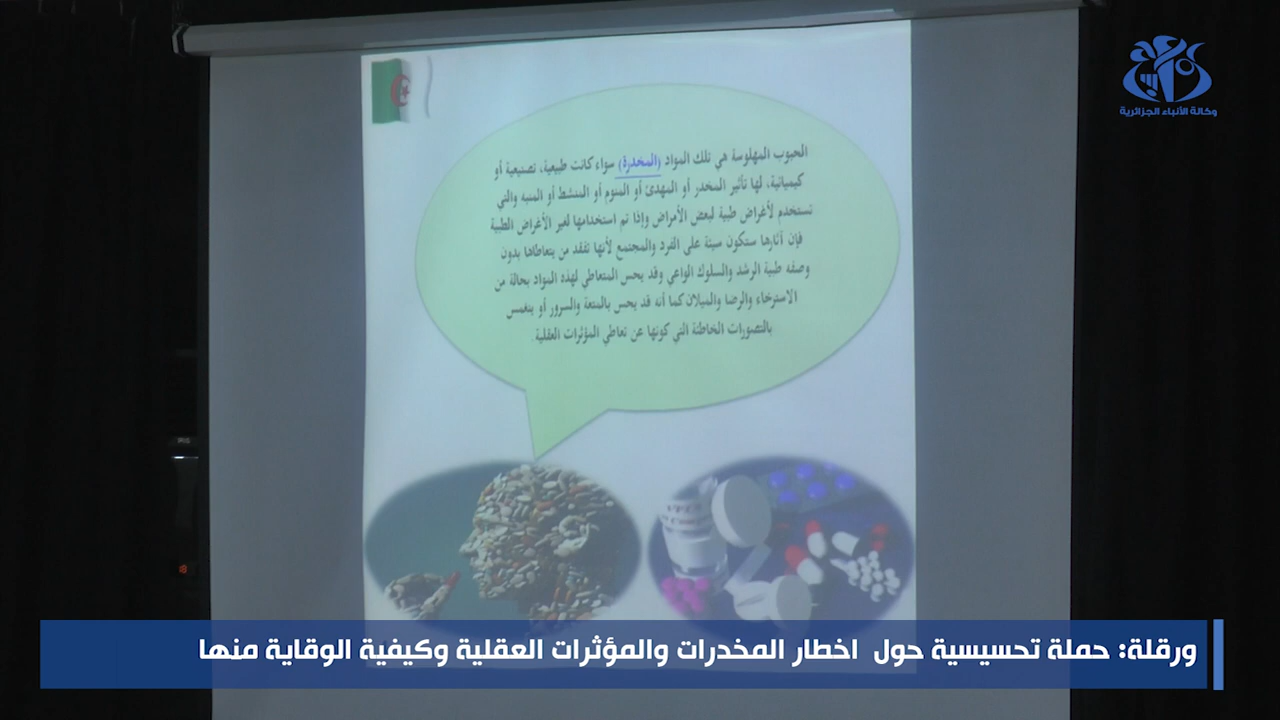 وكالة الأنباء الجزائرية
الحبوب المهلوسة هي تلك المواد (المخدرة) سواء كانت طبيعية، تصنيعية أو
كيميائية، لها تأثير المخدر أو المهدئ أو المنوم أو المنشط أو المنبه والتي
تستخدم لأغراض طبية لبعض الأمراض وإذا تم استخدامها لغير الأغراض الطبية
فإن آثارها ستكون سيئة على الفرد والمجتمع لأنها تفقد من يتعاطاها بدون
وصفه طبية الرشد والسلوك الواعي وقد يحس المتعاطي لهذه المواد بحالة من
الاسترخاء والرضا والميلان كما أنه قد يحس بالمتعة والسرور أو ينغمس
بالتصورات الخاطئة التي كونها عن تعاطي المؤثرات العقلية.
ورقلة: حملة تحسيسية حول اخطار المخدرات والمؤثرات العقلية وكيفية الوقاية منها